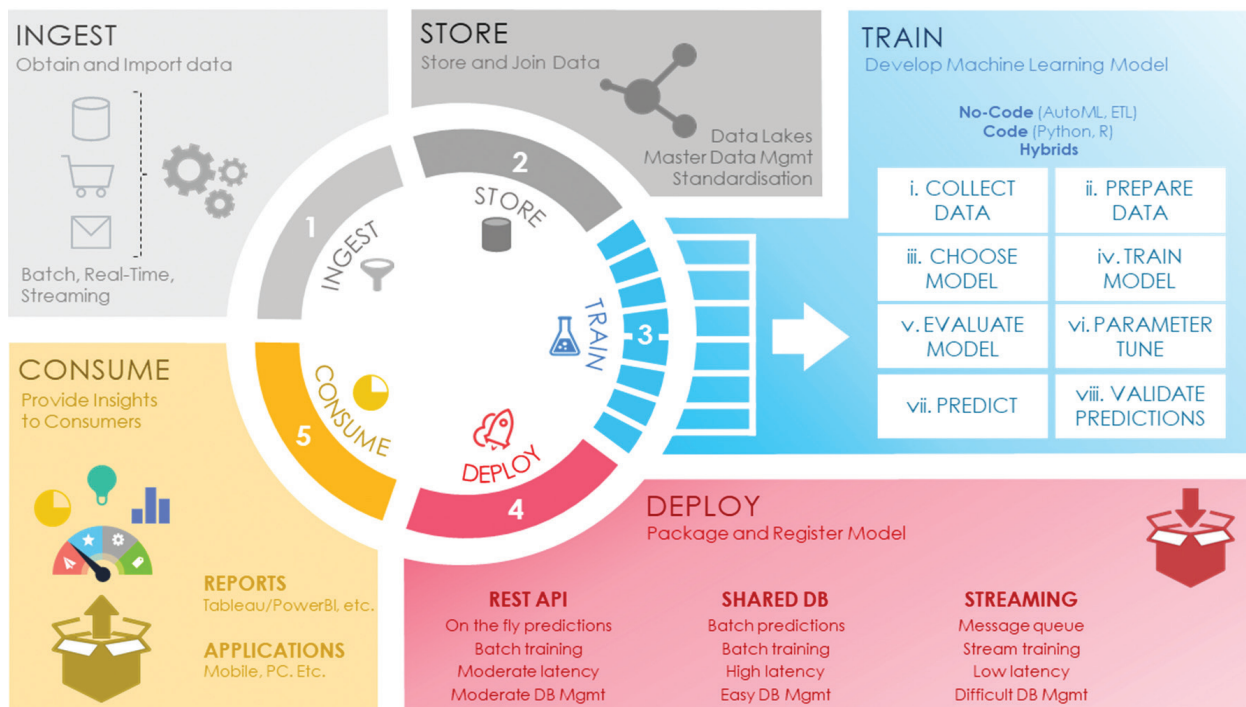 INGEST
Obtain and Import data
Batch, Real-Time,
Streaming
STORE
Store and Join Data
Data Lakes
Master Data Mgmt
Standardisation
TRAIN
Develop Machine Learning Model
No-Code (AutoML, ETL)
Code (Python, R)
Hybrids
i. COLLECT
DATA
ii. PREPARE
DATA
iii. CHOOSE
MODEL
iv. TRAIN
MODEL
v. EVALUATE
MODEL
vi. PARAMETER
TUNE
vii. PREDICT
viii. VALIDATE
PREDICTIONS
1
INGEST
2
STORE
3
TRAIN
4
DEPLOY
5
CONSUME
CONSUME
Provide Insights
to Consumers
REPORTS
Tableau/PowerBI, etc.
APPLICATIONS
Mobile, PC. Etc.
DEPLOY
Package and Register Model
REST API
On the fly predictions
Batch training
Moderate latency
Moderate DB Mgmt
SHARED DB
Batch predictions
Batch training
High latency
Easy DB Mgmt
STREAMING
Message queue
Stream training
Low latency
Difficult DB Mgmt